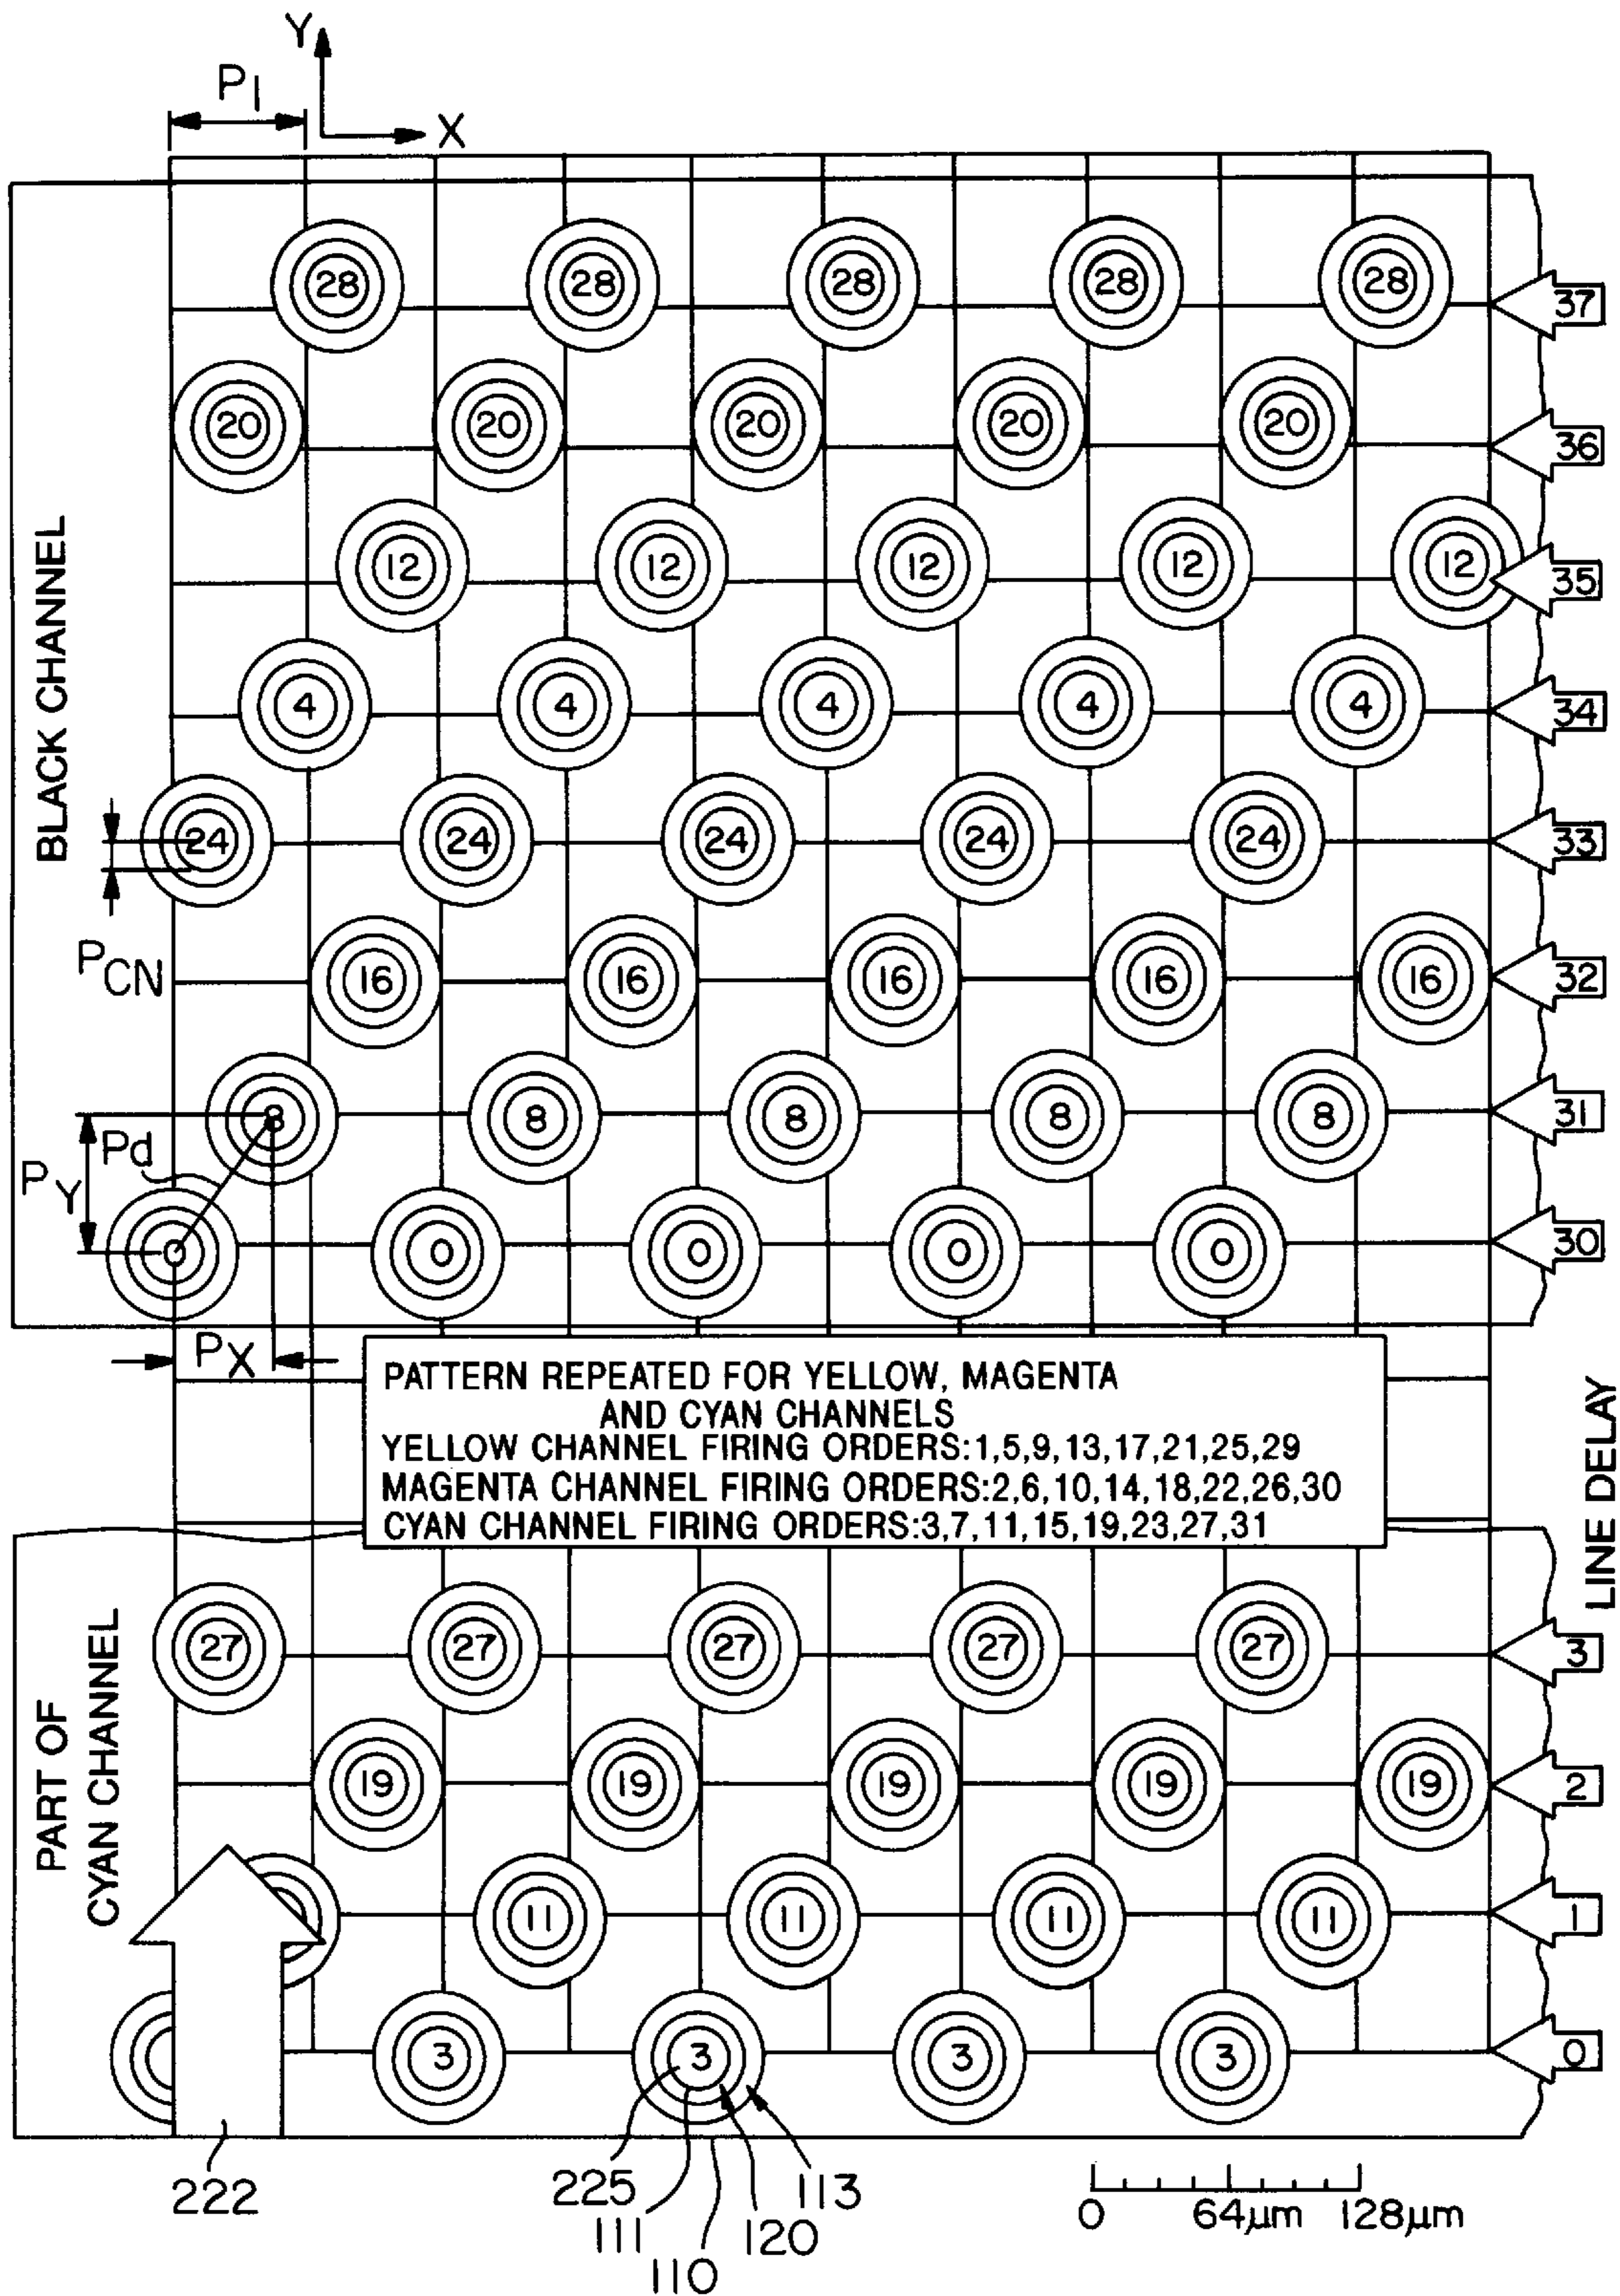 Y
P1
X
28 28 28 28 28
37
20 20 20 20 20
36
12 12 12 12 12
35
BLACK CHANNEL
4 4 4 4 4
34
24 24 24 24 24
33
PCN
16 16 16 16 16
32
8 8 8 8 8
31
Pd
PY
0 0 0 0 0
30
PX
PATTERN REPEATED FOR YELLOW, MAGENTA
AND CYAN CHANNELS
YELLOW CHANNEL FIRING ORDERS:1,5,9,13,17,21,25,29
MAGENTA CHANNEL FIRING ORDERS:2,6,10,14,18,22,26,30
CYAN CHANNEL FIRING ORDERS:3,7,11,15,19,23,27,31
LINE DELAY
27 27 27 27 27
3
PART OF
CYAN CHANNEL
19 19 19 19 19
2
11 11 11 11
1
3 3 3 3
0
222
225
111
110
120
113
0 64μm 128μm